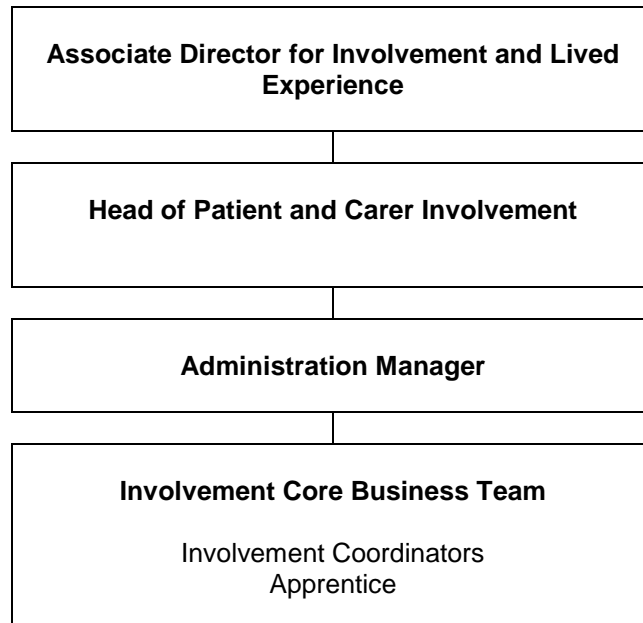 Associate Director for Involvement and Lived
Experience
Head of Patient and Carer Involvement
Administration Manager
Involvement Core Business Team
Involvement Coordinators
Apprentice